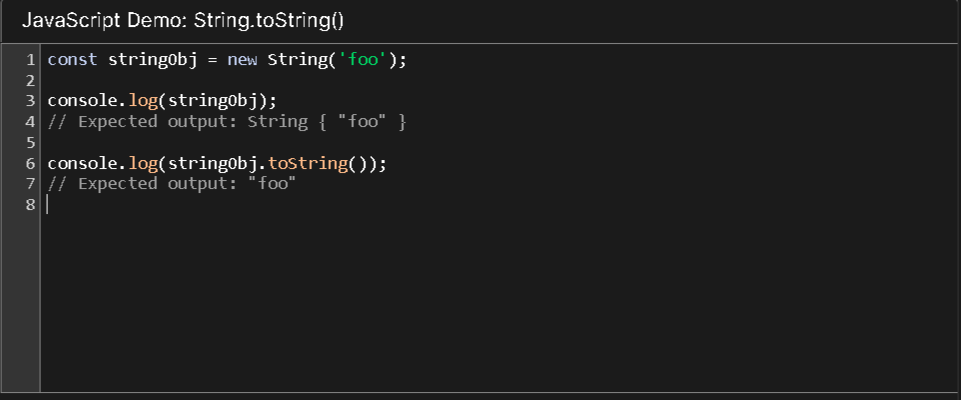 JavaScript Demo: String.toString()
1 const stringObj = new String('foo');
2
3 console.log(stringObj);
4 // Expected output: String { "foo" }
5
6 console.log(stringObj.toString());
7 // Expected output: "foo"
8